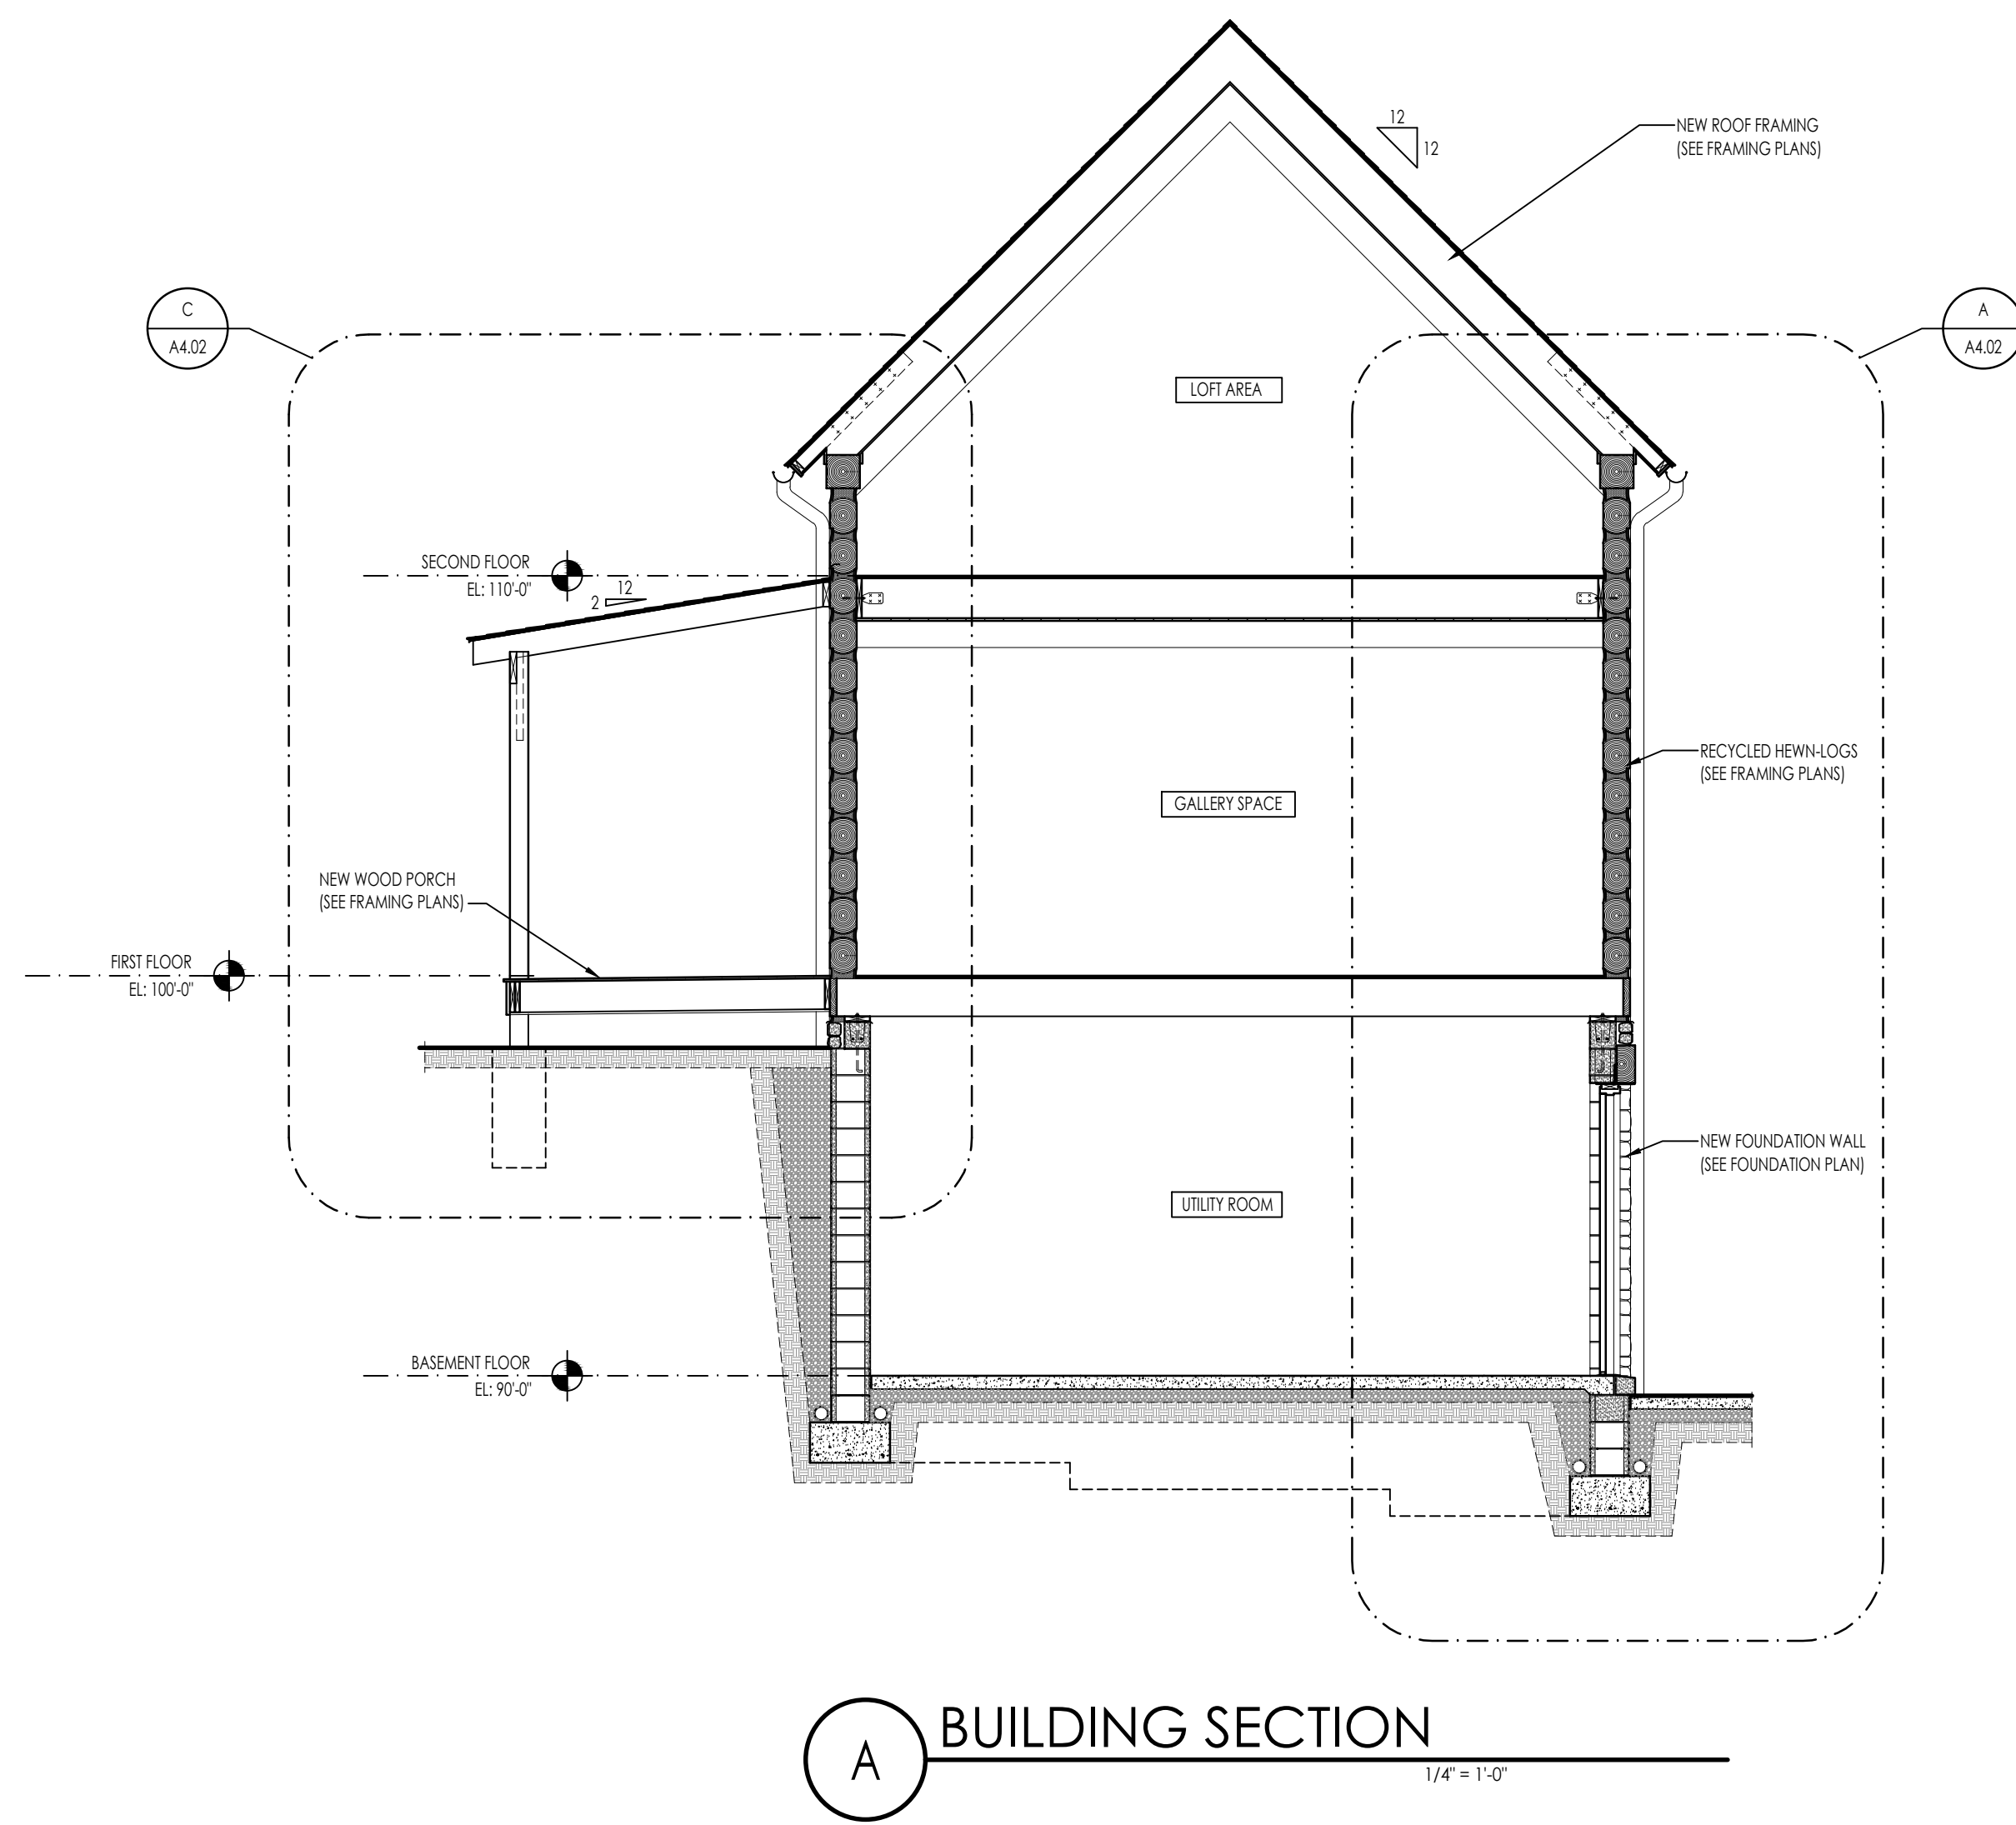 12
12
NEW ROOF FRAMING
(SEE FRAMING PLANS)
C
A4.02
A
A4.02
LOFT AREA
SECOND FLOOR
EL: 110'-0"
12
2
RECYCLED HEWN-LOGS
(SEE FRAMING PLANS)
GALLERY SPACE
NEW WOOD PORCH
(SEE FRAMING PLANS)
FIRST FLOOR
EL: 100'-0"
NEW FOUNDATION WALL
(SEE FOUNDATION PLAN)
UTILITY ROOM
BASEMENT FLOOR
EL: 90'-0"
A
BUILDING SECTION
1/4" = 1'-0"